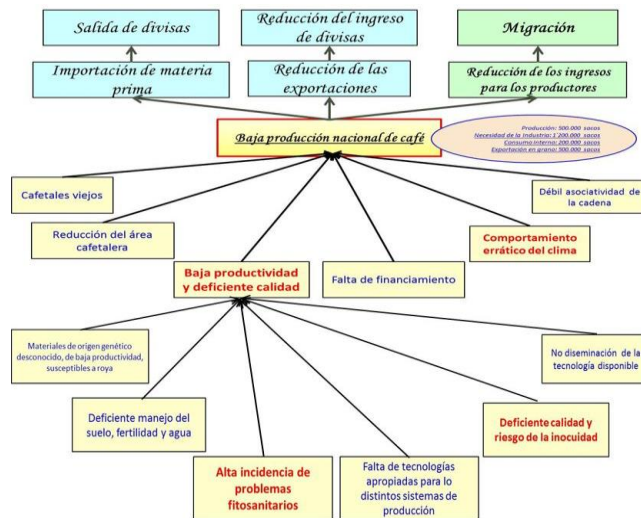 Salida de divisas
Reducción del ingreso
de divisas
Migración
Importación de materia
prima
Reducción de las
exportaciones
Reducción de los ingresos
para los productores
Baja producción nacional de café
Producción: 500.000 sacos
Necesidad de la Industria: 1´200.000 sacos
Consumo Interno: 200.000 sacos
Exportación en grano: 300.000 sacos
Cafetales viejos
Débil asociatividad de
la cadena
Reducción del área
cafetalera
Comportamiento
errático del clima
Baja productividad
y deficiente calidad
Falta de financiamiento
Materiales de origen genético
desconocido, de baja productividad,
susceptibles a roya
No diseminación de la
tecnología disponible
Deficiente manejo del
suelo, fertilidad y agua
Deficiente calidad y
riesgo de la inocuidad
Alta incidencia de
problemas
fitosanitarios
Falta de tecnologías
apropiadas para lo
distintos sistemas de
producción